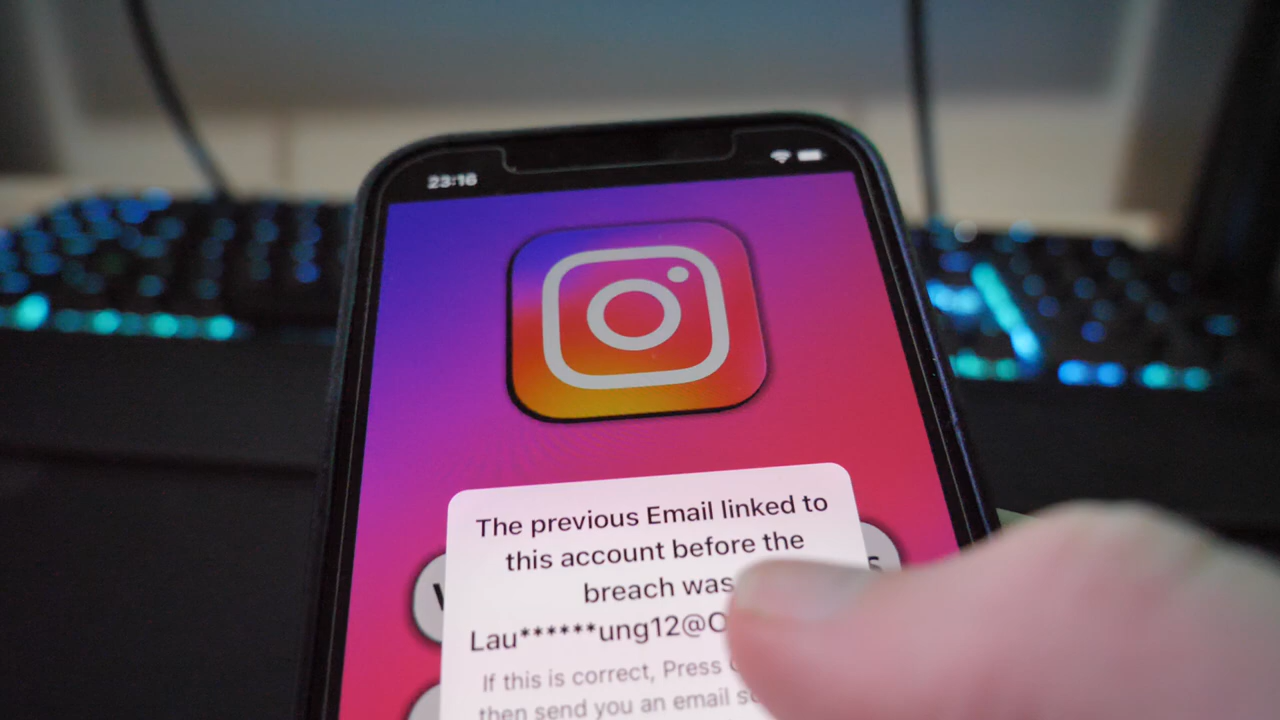 23:16
The previous Email linked to
this account before the
breach was
Lau******ung12@
If this is correct, Press
then send you an email